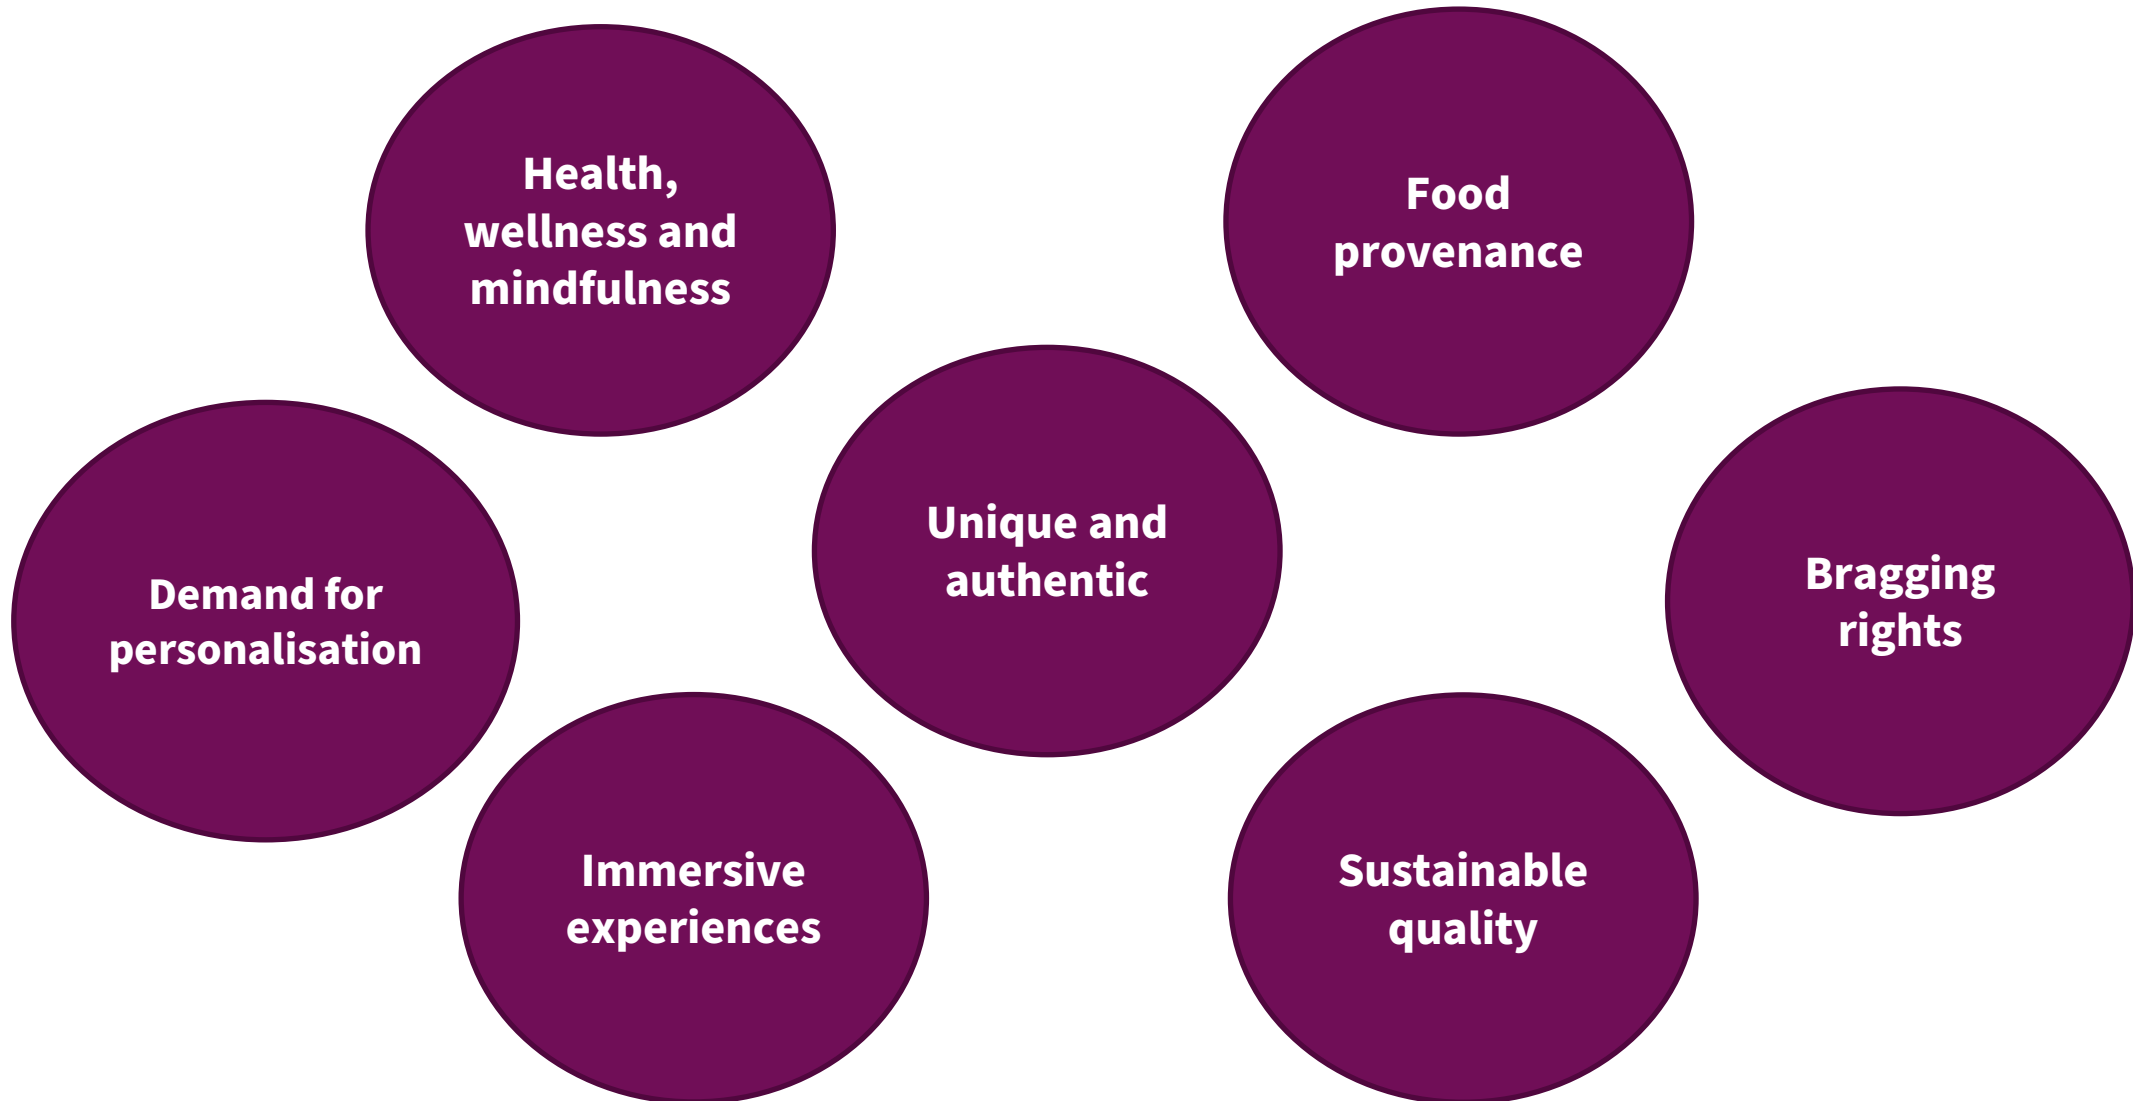 Health,
wellness and
mindfulness
Food
provenance
Unique and
authentic
Demand for
personalisation
Bragging
rights
Immersive
experiences
Sustainable
quality